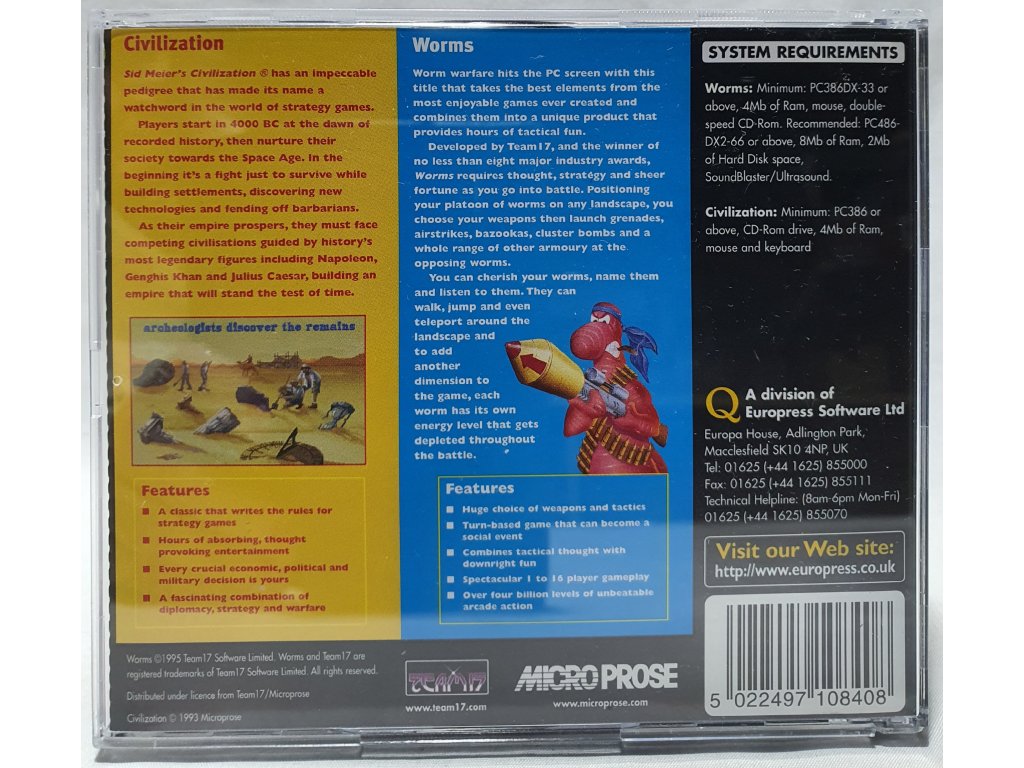 Civilization
Sid Meier's Civilization ® has an impeccable
pedigree that has made its name a
watchword in the world of strategy games.
Players start in 4000 BC at the dawn of
recorded history, then nurture their
society towards the Space Age. In the
beginning it's a fight just to survive while
building settlements, discovering new
technologies and fending off barbarians.
As their empire prospers, they must face
competing civilisations guided by history's
most legendary figures including Napoleon,
Genghis Khan and Julius Caesar, building an
empire that will stand the test of time.
archeologists discover the remains
Features
A classic that writes the rules for
strategy games
Hours of absorbing, thought
provoking entertainment
Every crucial economic, political and
military decision is yours
A fascinating combination of
diplomacy, strategy and warfare
Worms
Worm warfare hits the PC screen with this
title that takes the best elements from the
most enjoyable games ever created and
combines them into a unique product that
provides hours of tactical fun.
Developed by Team17, and the winner of
no less than eight major industry awards,
Worms requires thought, strategy and sheer
fortune as you go into battle. Positioning
your platoon of worms on any landscape, you
choose your weapons then launch grenades,
airstrikes, bazookas, cluster bombs and a
whole range of other armoury at the
opposing worms.
You can cherish your worms, name them
and listen to them. They can
walk, jump and even
teleport around the
landscape and
to add
another
dimension to
the game, each
worm has its own
energy level that gets
depleted throughout
the battle.
Features
Huge choice of weapons and tactics
Turn-based game that can become a
social event
Combines tactical thought with
downright fun
Spectacular 1 to 16 player gameplay
Over four billion levels of unbeatable
arcade action
SYSTEM REQUIREMENTS
Worms: Minimum: PC386DX-33 or
above, 4Mb of Ram, mouse, double-
speed CD-Rom. Recommended: PC486-
DX2-66 or above, 8Mb of Ram, 2Mb
of Hard Disk space,
SoundBlaster/Ultrasound.
Civilization: Minimum: PC386 or
above, CD-Rom drive, 4Mb of Ram,
mouse and keyboard
Q A division of
Europress Software Ltd
Europa House, Adlington Park,
Macclesfield SK10 4NP, UK
Tel: 01625 (+44 1625) 855000
Fax: 01625 (+44 1625) 855111
Technical Helpline: (8am-6pm Mon-Fri)
01625 (+44 1625) 855070
Visit our Web site:
http://www.europress.co.uk
5 022497 108408
Worms ©1995 Team17 Software Limited. Worms and Team17 are
registered trademarks of Team17 Software Limited. All rights reserved.
Distributed under licence from Team17/Microprose
Civilization © 1993 Microprose
TEAM17
www.team17.com
MICROPROSE
www.microprose.com